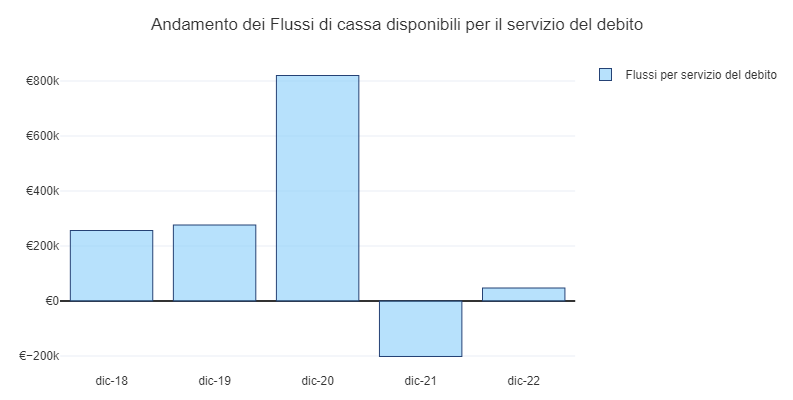 Andamento dei Flussi di cassa disponibili per il servizio del debito
Flussi per servizio del debito
€800k
€600k
€400k
€200k
€0
€−200k
dic-18 dic-19 dic-20 dic-21 dic-22